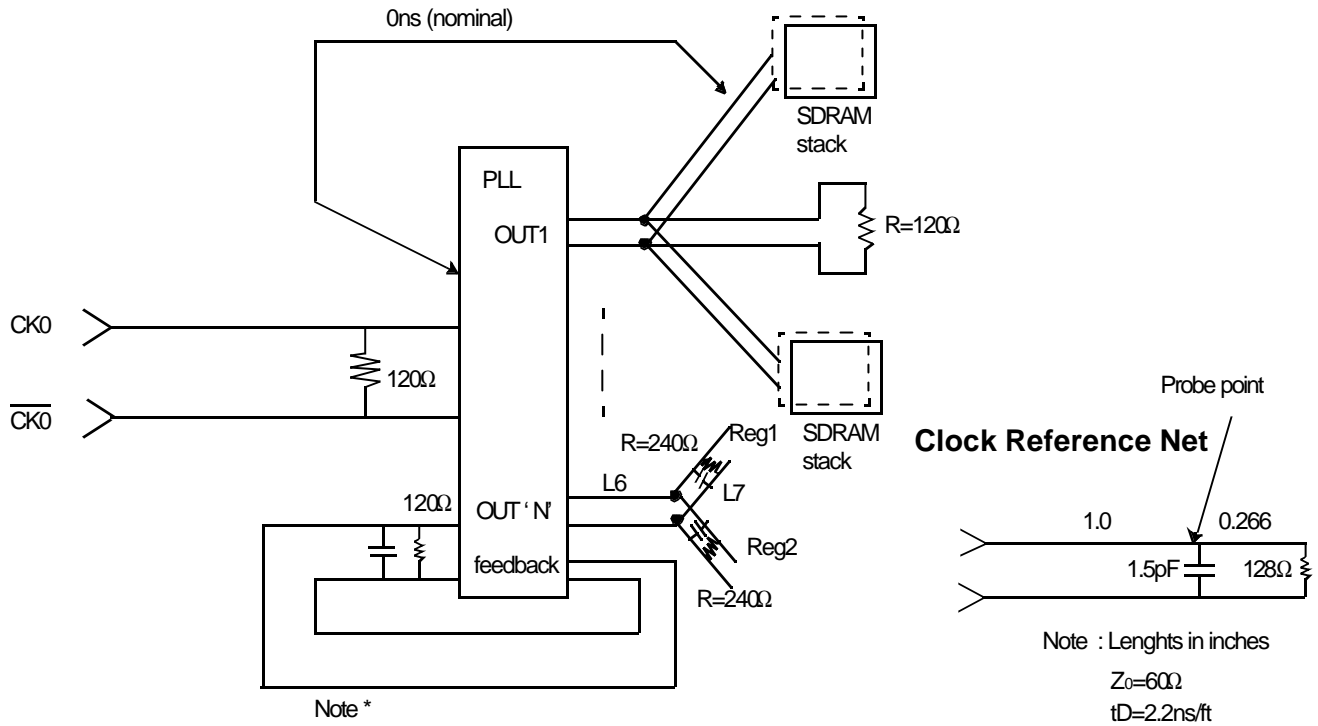 0ns (nominal)
SDRAM
stack
PLL
OUT1
R=120Ω
CK0
120Ω
CK0
SDRAM
stack
Probe point
Clock Reference Net
R=240Ω
Reg1
L6
L7
120Ω
OUT ‘ N’
Reg2
feedback
R=240Ω
1.0
0.266
1.5pF
128Ω
Note : Lenghts in inches
Z0=60Ω
tD=2.2ns/ft
Note *